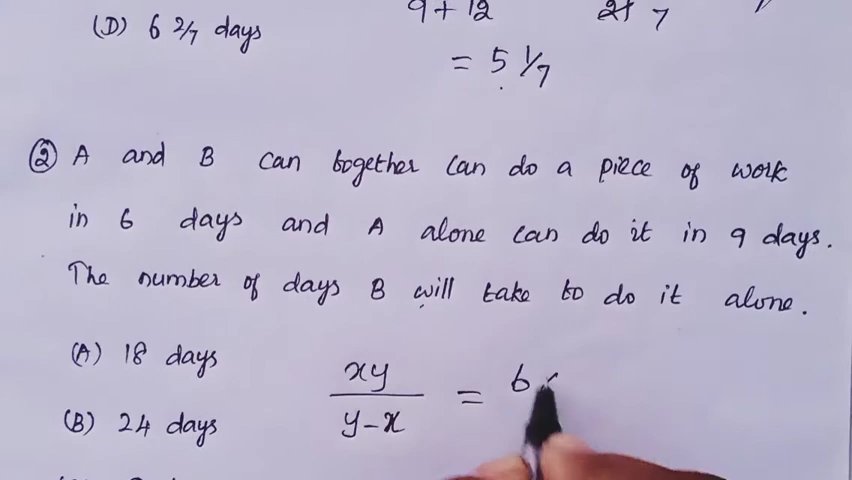 9 + 12
(D) 6 2/7 days
= 5 1/7
② A and B can together can do a piece of work
in 6 days and A alone can do it in 9 days.
The number of days B will take to do it alone.
(A) 18 days
xy
y-x
= 6
(B) 24 days